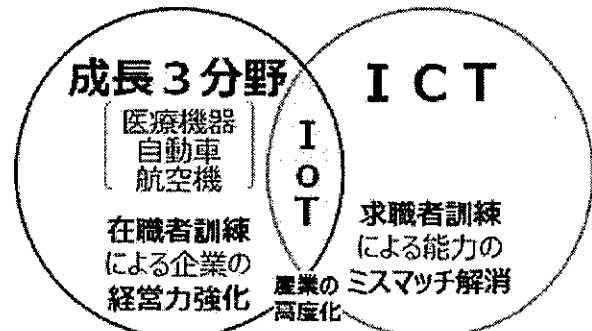 成長3分野
医療機器
自動車
航空機
在職者訓練
による企業の
経営力強化
IoT
産業の
高度化
ICT
求職者訓練
による能力の
ミスマッチ解消